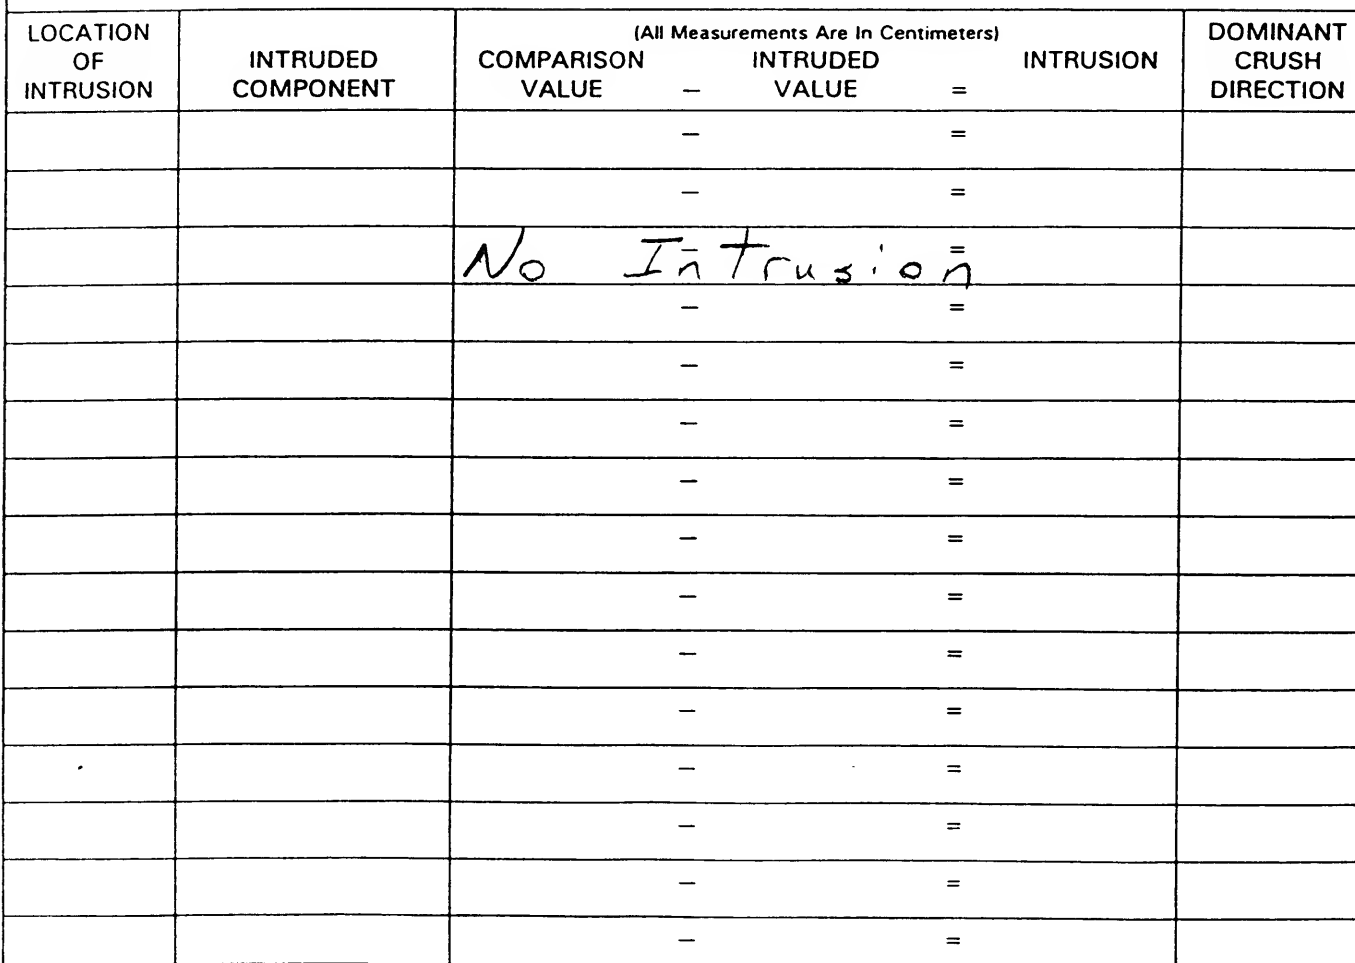 (All Measurements Are In Centimeters)
LOCATION OF INTRUSION
INTRUDED COMPONENT
COMPARISON VALUE – INTRUDED VALUE = INTRUSION
DOMINANT CRUSH DIRECTION
– =
– =
– =
No Intrusion
– =
– =
– =
– =
– =
– =
– =
– =
– =
– =
– =
– =